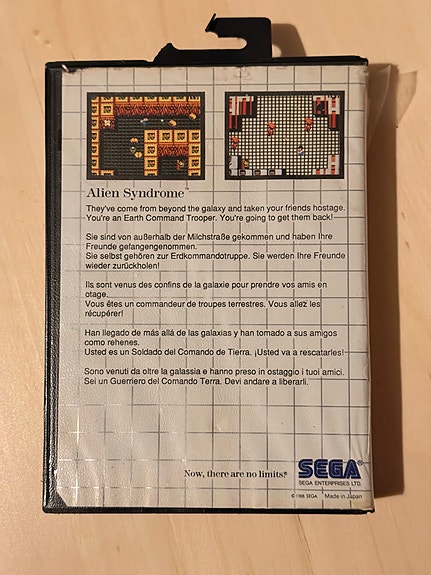 Alien Syndrome™
They've come from beyond the galaxy and taken your friends hostage.
You're an Earth Command Trooper. You're going to get them back!
Sie sind von außerhalb der Milchstraße gekommen und haben Ihre
Freunde gefangengenommen.
Sie selbst gehören zur Erdkommandotruppe. Sie werden Ihre Freunde
wieder zurückholen!
Ils sont venus des confins de la galaxie pour prendre vos amis en
otage.
Vous êtes un commandeur de troupes terrestres. Vous allez les
récupérer!
Han llegado de más allá de las galaxias y han tomado a sus amigos
como rehenes.
Usted es un Soldado del Comando de Tierra. ¡Usted va a rescatarles!
Sono venuti da oltre la galassia e hanno preso in ostaggio i tuoi amici.
Sei un Guerriero del Comando Terra. Devi andare a liberarli.
Now, there are no limits.®
SEGA®
SEGA ENTERPRISES LTD.
© 1988 SEGA Made in Japan